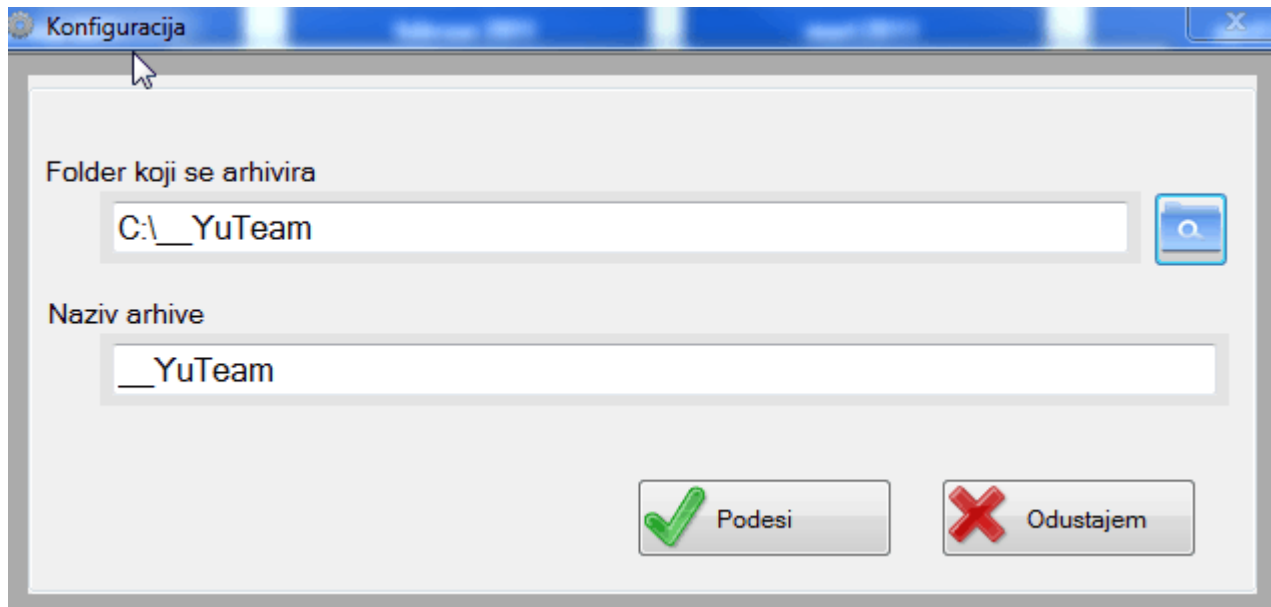 Konfiguracija
Folder koji se arhivira
C:\__YuTeam
Naziv arhive
__YuTeam
Podesi
Odustajem